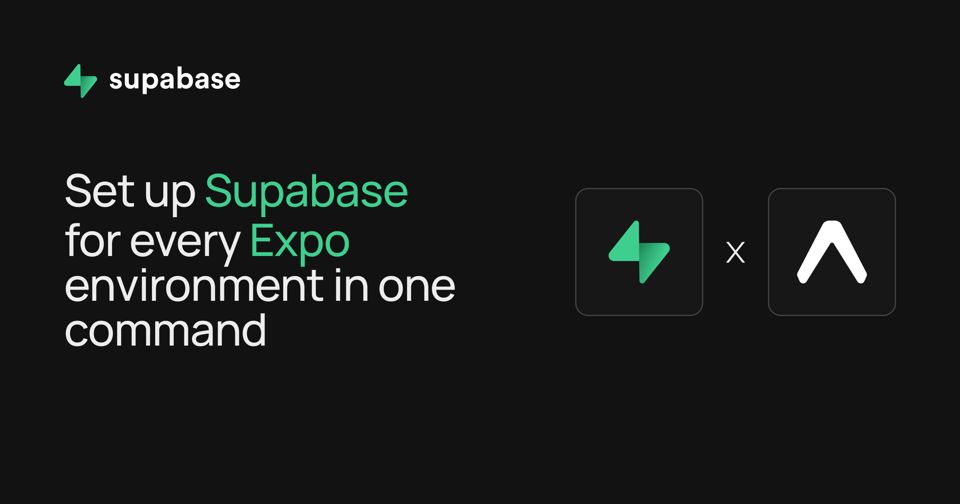 supabase
Set up Supabase
for every Expo
environment in one
command
X